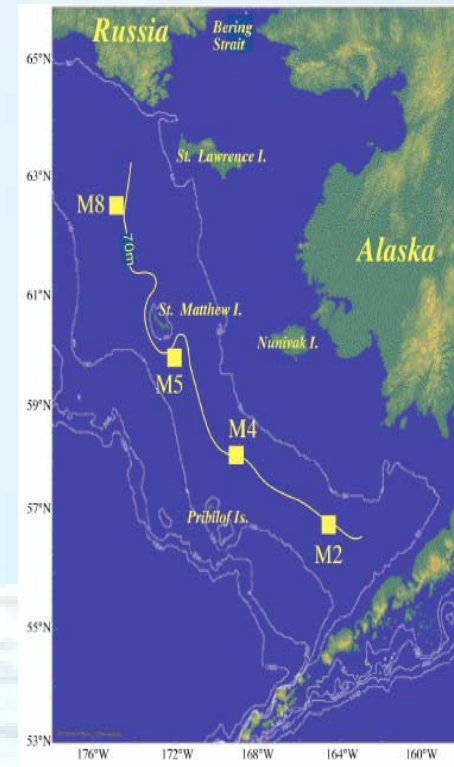 Russia
Bering
Strait
65°N
St. Lawrence I.
63°N
M8
70m
Alaska
61°N
St. Matthew I.
Nunivak I.
M5
59°N
M4
57°N
Pribilof Is.
M2
55°N
53°N
176°W 172°W 168°W 164°W 160°W